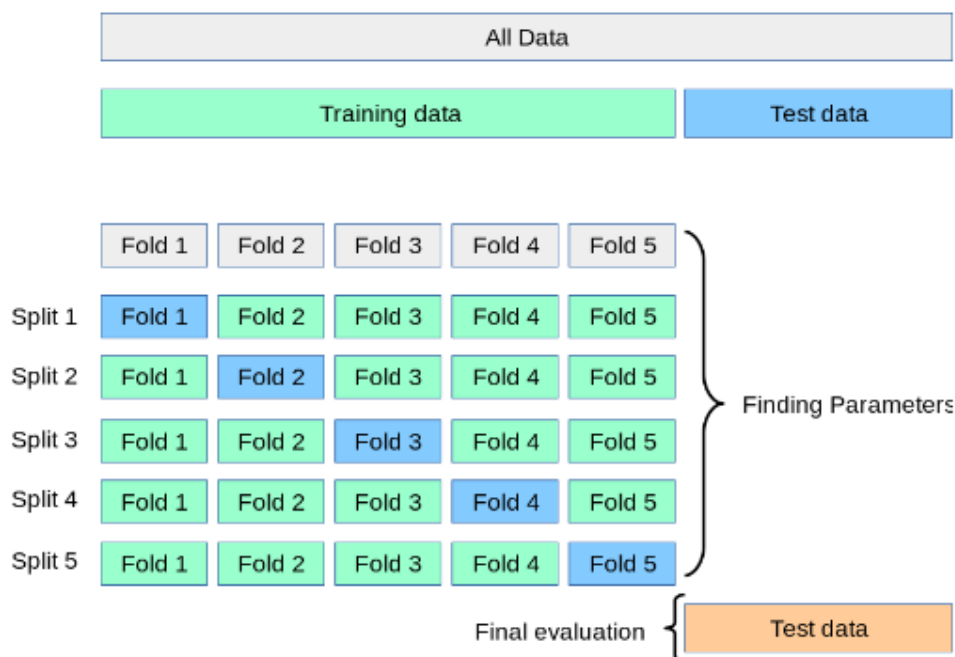 All Data
Training data Test data
Fold 1 Fold 2 Fold 3 Fold 4 Fold 5
Split 1 Fold 1 Fold 2 Fold 3 Fold 4 Fold 5
Split 2 Fold 1 Fold 2 Fold 3 Fold 4 Fold 5
Finding Parameters
Split 3 Fold 1 Fold 2 Fold 3 Fold 4 Fold 5
Split 4 Fold 1 Fold 2 Fold 3 Fold 4 Fold 5
Split 5 Fold 1 Fold 2 Fold 3 Fold 4 Fold 5
Final evaluation Test data